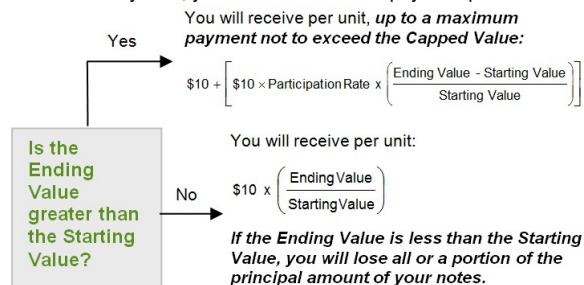 You will receive per unit, up to a maximum
payment not to exceed the Capped Value:
Yes
$10 + [ $10 × Participation Rate x ( Ending Value - Starting Value / Starting Value ) ]
Is the
Ending
Value
greater than
the Starting
Value?
No
You will receive per unit:
$10 x ( Ending Value / Starting Value )
If the Ending Value is less than the Starting
Value, you will lose all or a portion of the
principal amount of your notes.